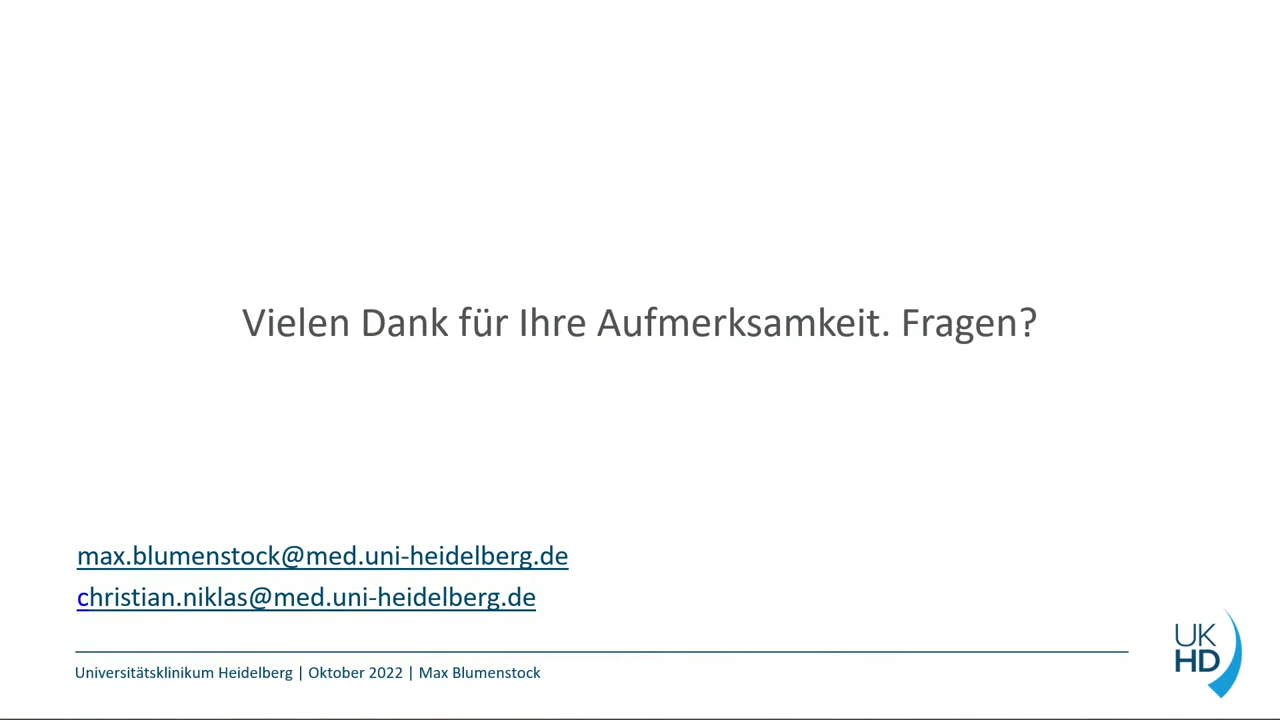 Vielen Dank für Ihre Aufmerksamkeit. Fragen?
max.blumenstock@med.uni-heidelberg.de
christian.niklas@med.uni-heidelberg.de
Universitätsklinikum Heidelberg | Oktober 2022 | Max Blumenstock
UK
HD